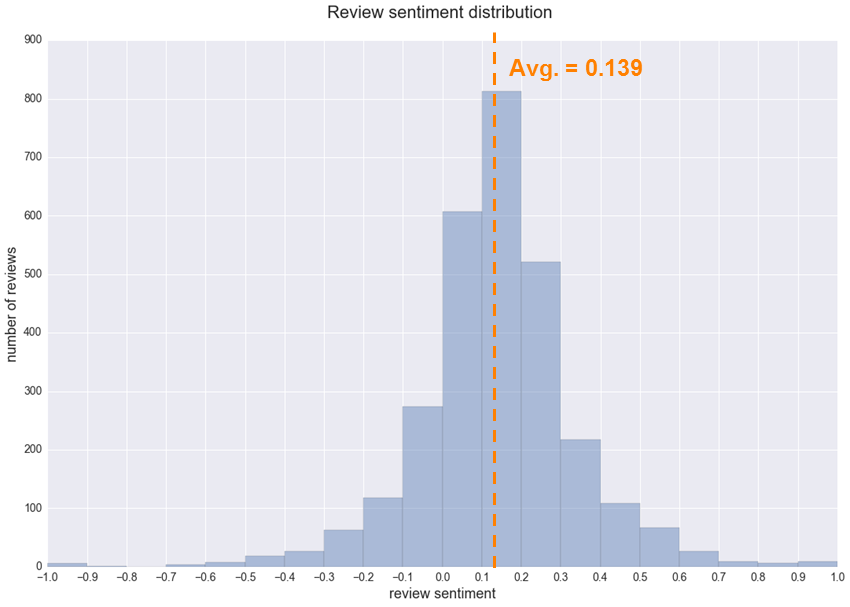 Review sentiment distribution
Avg. = 0.139
900
800
700
600
500
400
300
200
100
0
number of reviews
−1.0 −0.9 −0.8 −0.7 −0.6 −0.5 −0.4 −0.3 −0.2 −0.1 0.0 0.1 0.2 0.3 0.4 0.5 0.6 0.7 0.8 0.9 1.0
review sentiment